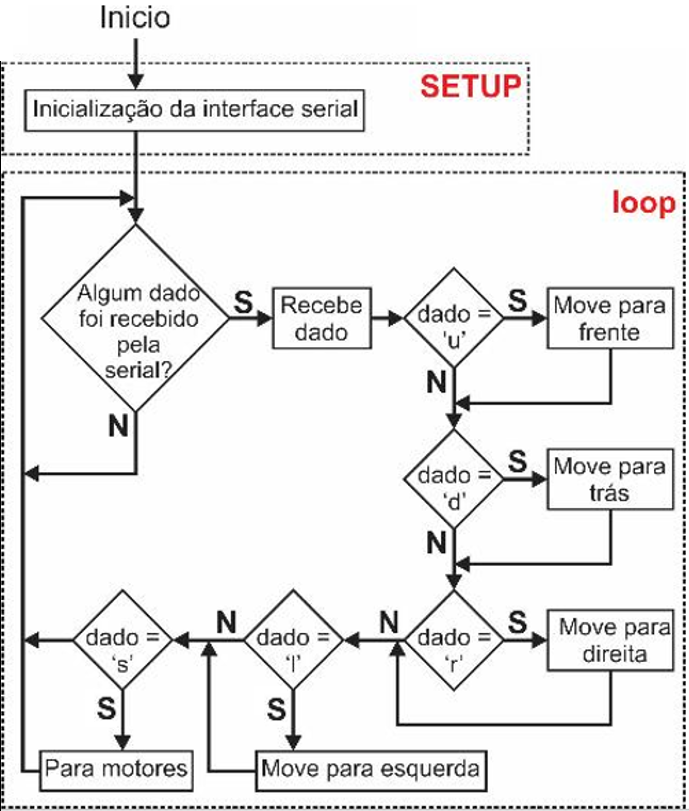 Inicio
SETUP
Inicialização da interface serial
loop
Algum dado
foi recebido
pela
serial?
S
N
Recebe
dado
dado =
‘u’
S
N
Move para
frente
dado =
‘d’
S
N
Move para
trás
dado =
‘r’
S
N
Move para
direita
dado =
‘l’
N
S
Move para esquerda
dado =
‘s’
S
Para motores